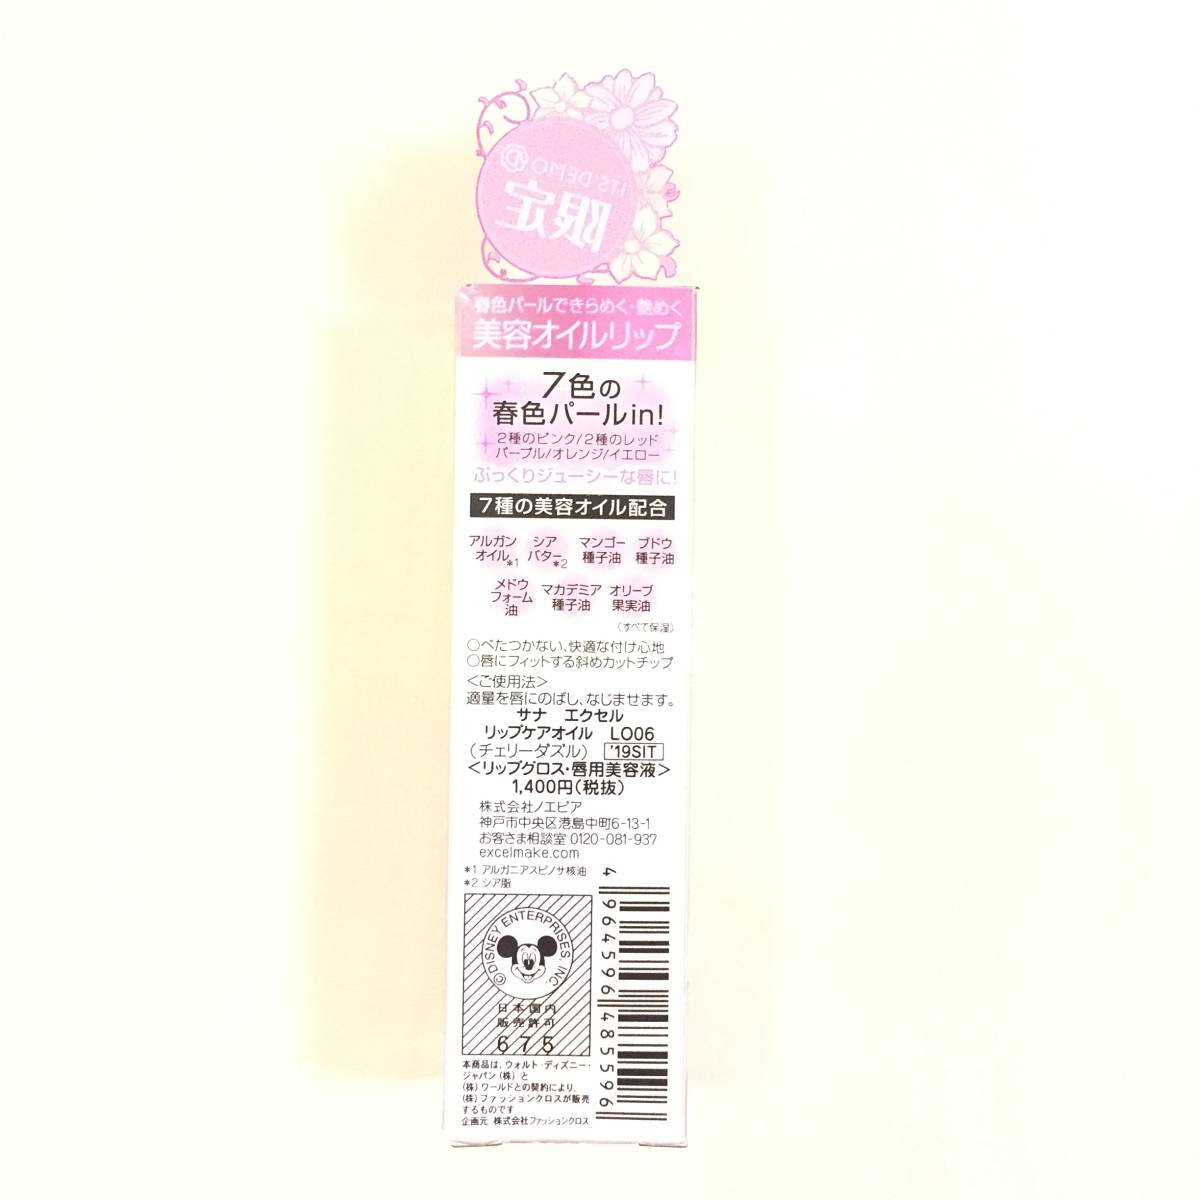 ITS'DEMO
限定
春色パールできらめく・艶めく
美容オイルリップ
7色の
春色パールin!
2種のピンク/2種のレッド
パープル/オレンジ/イエロー
ぷっくりジューシーな唇に!
7種の美容オイル配合
アルガンオイル*1 シアバター*2 マンゴー種子油 ブドウ種子油
メドウフォーム油 マカデミア種子油 オリーブ果実油
(すべて保湿)
○べたつかない、快適な付け心地
○唇にフィットする斜めカットチップ
<ご使用法>
適量を唇にのばし、なじませます。
サナ エクセル
リップケアオイル LO06
(チェリーダズル) '19SIT
<リップグロス・唇用美容液>
1,400円(税抜)
株式会社ノエビア
神戸市中央区港島中町6-13-1
お客さま相談室 0120-081-937
excelmake.com
*1 アルガニアスピノサ核油
*2 シア脂
©DISNEY ENTERPRISES, INC.
日本国内
販売許可
675
4964596485596
本商品は、ウォルト・ディズニー・
ジャパン(株)と
(株)ワールドとの契約により、
(株)ファッションクロスが販売
するものです
企画元 株式会社ファッションクロス